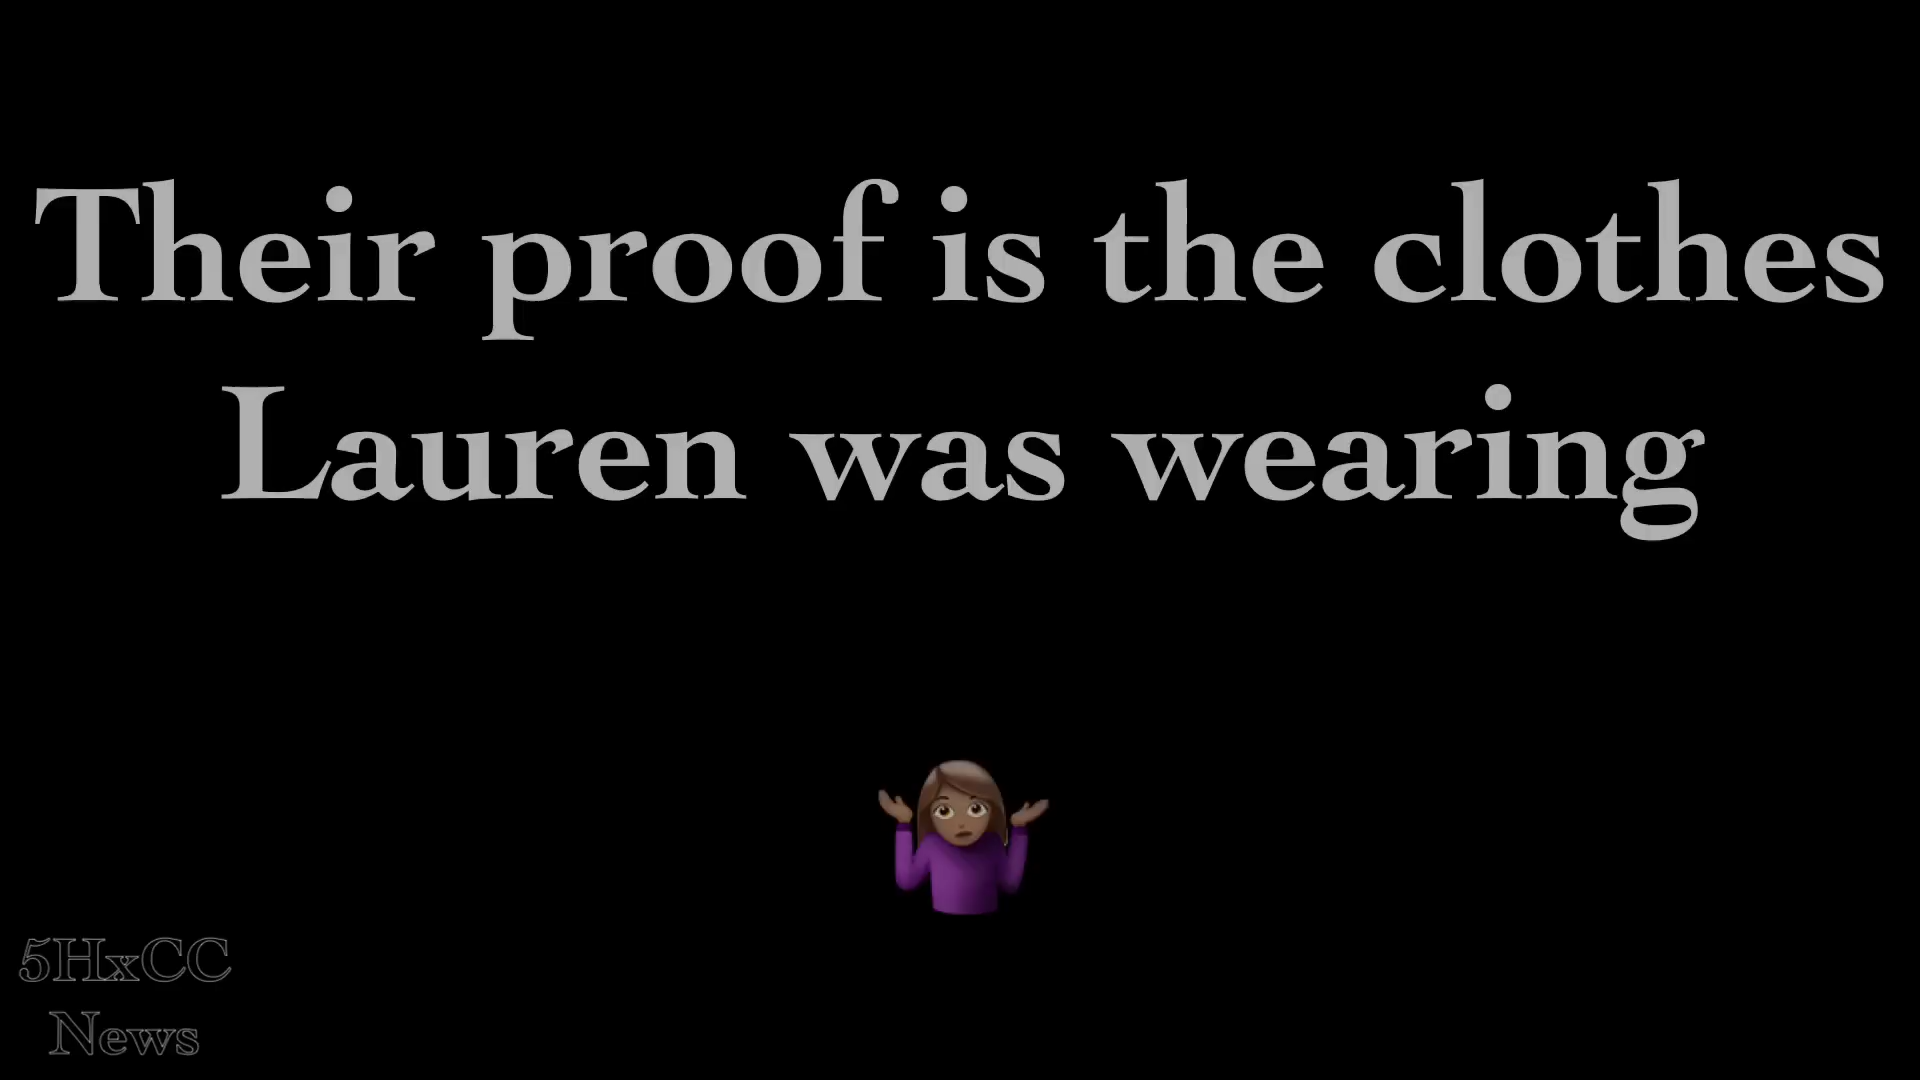 Their proof is the clothes
Lauren was wearing
5HxCC
News